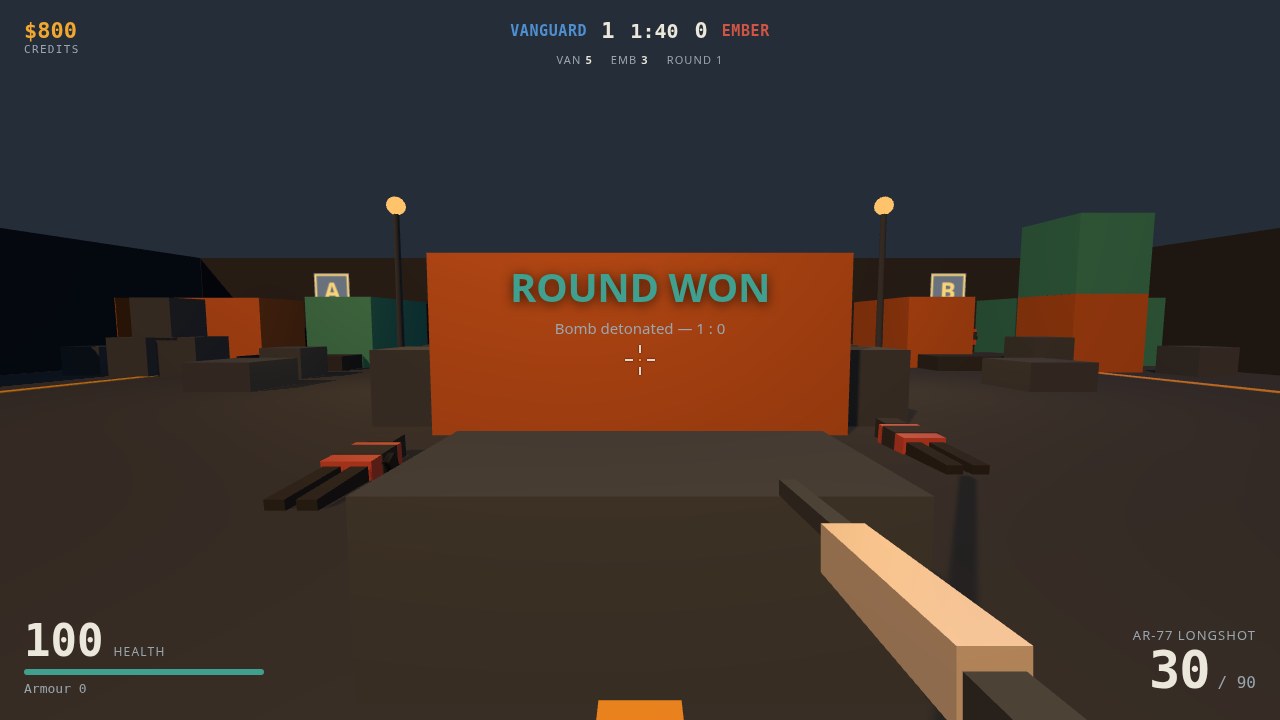 $800
CREDITS
VANGUARD 1 1:40 0 EMBER
VAN 5 EMB 3 ROUND 1
A
B
ROUND WON
Bomb detonated — 1 : 0
100 HEALTH
Armour 0
AR-77 LONGSHOT
30 / 90